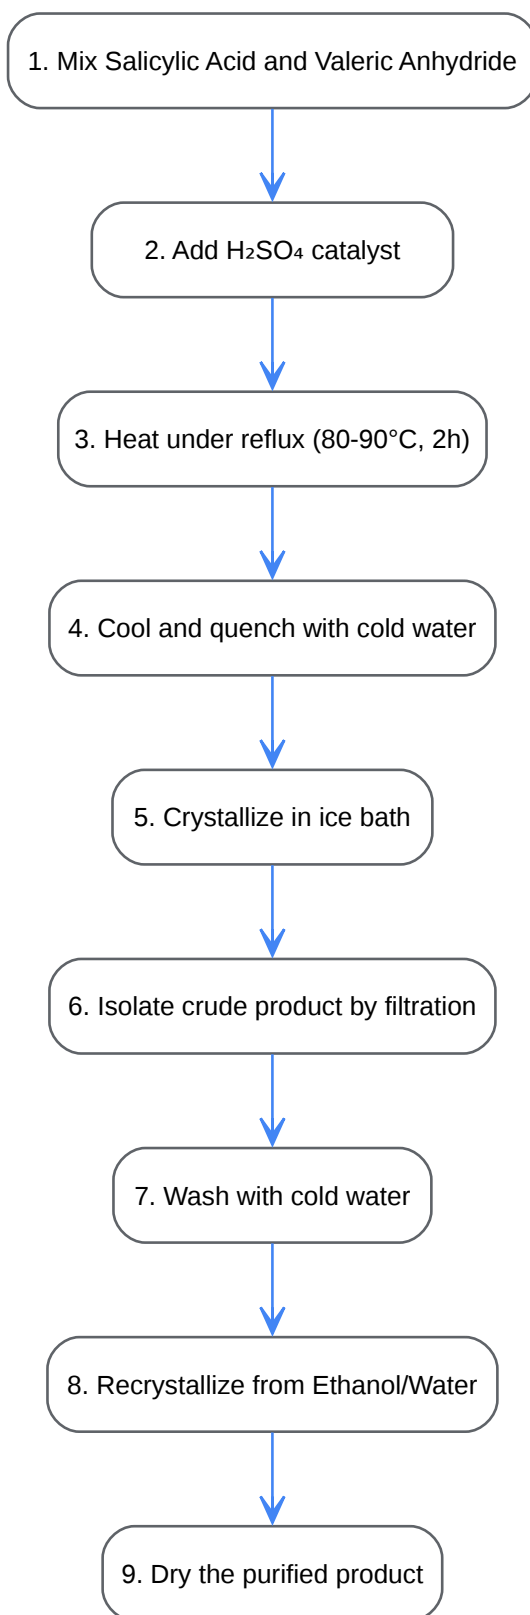 1. Mix Salicylic Acid and Valeric Anhydride
2. Add H₂SO₄ catalyst
3. Heat under reflux (80-90°C, 2h)
4. Cool and quench with cold water
5. Crystallize in ice bath
6. Isolate crude product by filtration
7. Wash with cold water
8. Recrystallize from Ethanol/Water
9. Dry the purified product